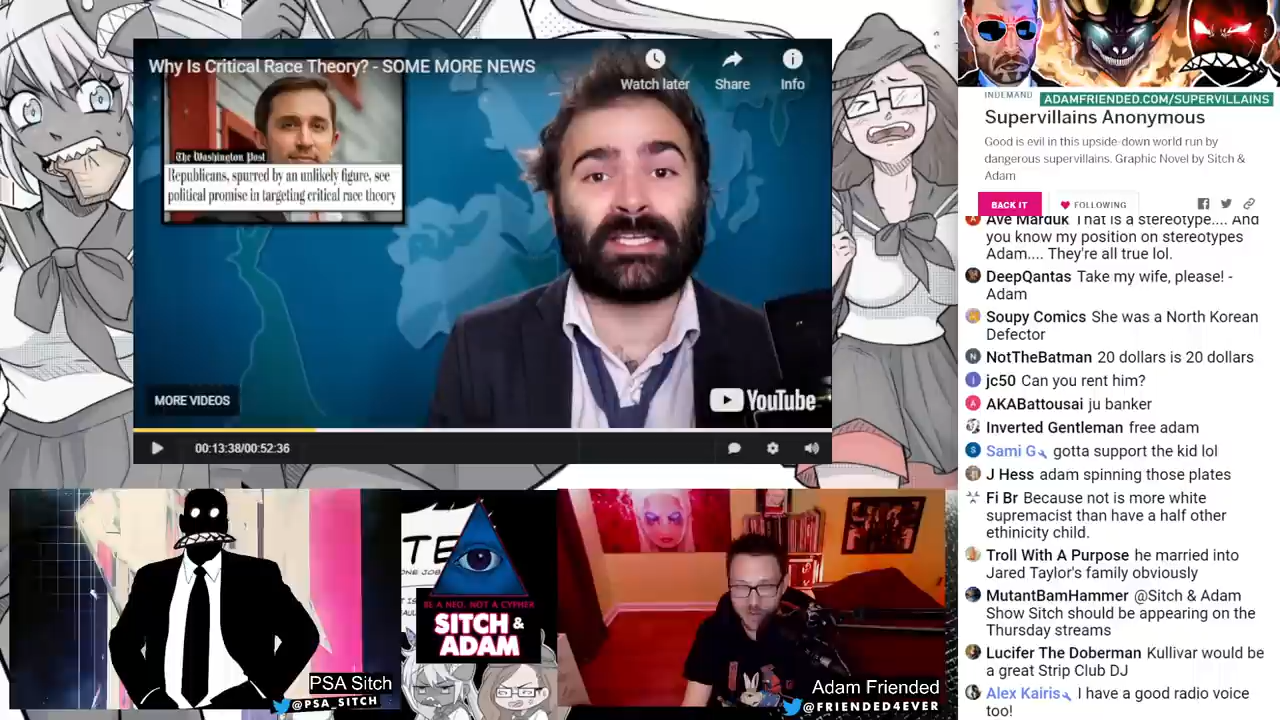 Why Is Critical Race Theory? - SOME MORE NEWS
Watch later
Share
Info
The Washington Post
Republicans, spurred by an unlikely figure, see
political promise in targeting critical race theory
MORE VIDEOS
YouTube
00:13:38/00:52:36
PSA Sitch
@PSA_SITCH
BE A NEO, NOT A CYPHER
SITCH &
ADAM
Adam Friended
@FRIENDED4EVER
INDEMAND
ADAMFRIENDED.COM/SUPERVILLAINS
Supervillains Anonymous
Good is evil in this upside-down world run by
dangerous supervillains. Graphic Novel by Sitch &
Adam
BACK IT
FOLLOWING
Ave Marduk That is a stereotype.... And
you know my position on stereotypes
Adam.... They're all true lol.
DeepQantas Take my wife, please! -
Adam
Soupy Comics She was a North Korean
Defector
NotTheBatman 20 dollars is 20 dollars
jc50 Can you rent him?
AKABattousai ju banker
Inverted Gentleman free adam
Sami G gotta support the kid lol
J Hess adam spinning those plates
Fi Br Because not is more white
supremacist than have a half other
ethinicity child.
Troll With A Purpose he married into
Jared Taylor's family obviously
MutantBamHammer @Sitch & Adam
Show Sitch should be appearing on the
Thursday streams
Lucifer The Doberman Kullivar would be
a great Strip Club DJ
Alex Kairis I have a good radio voice
too!